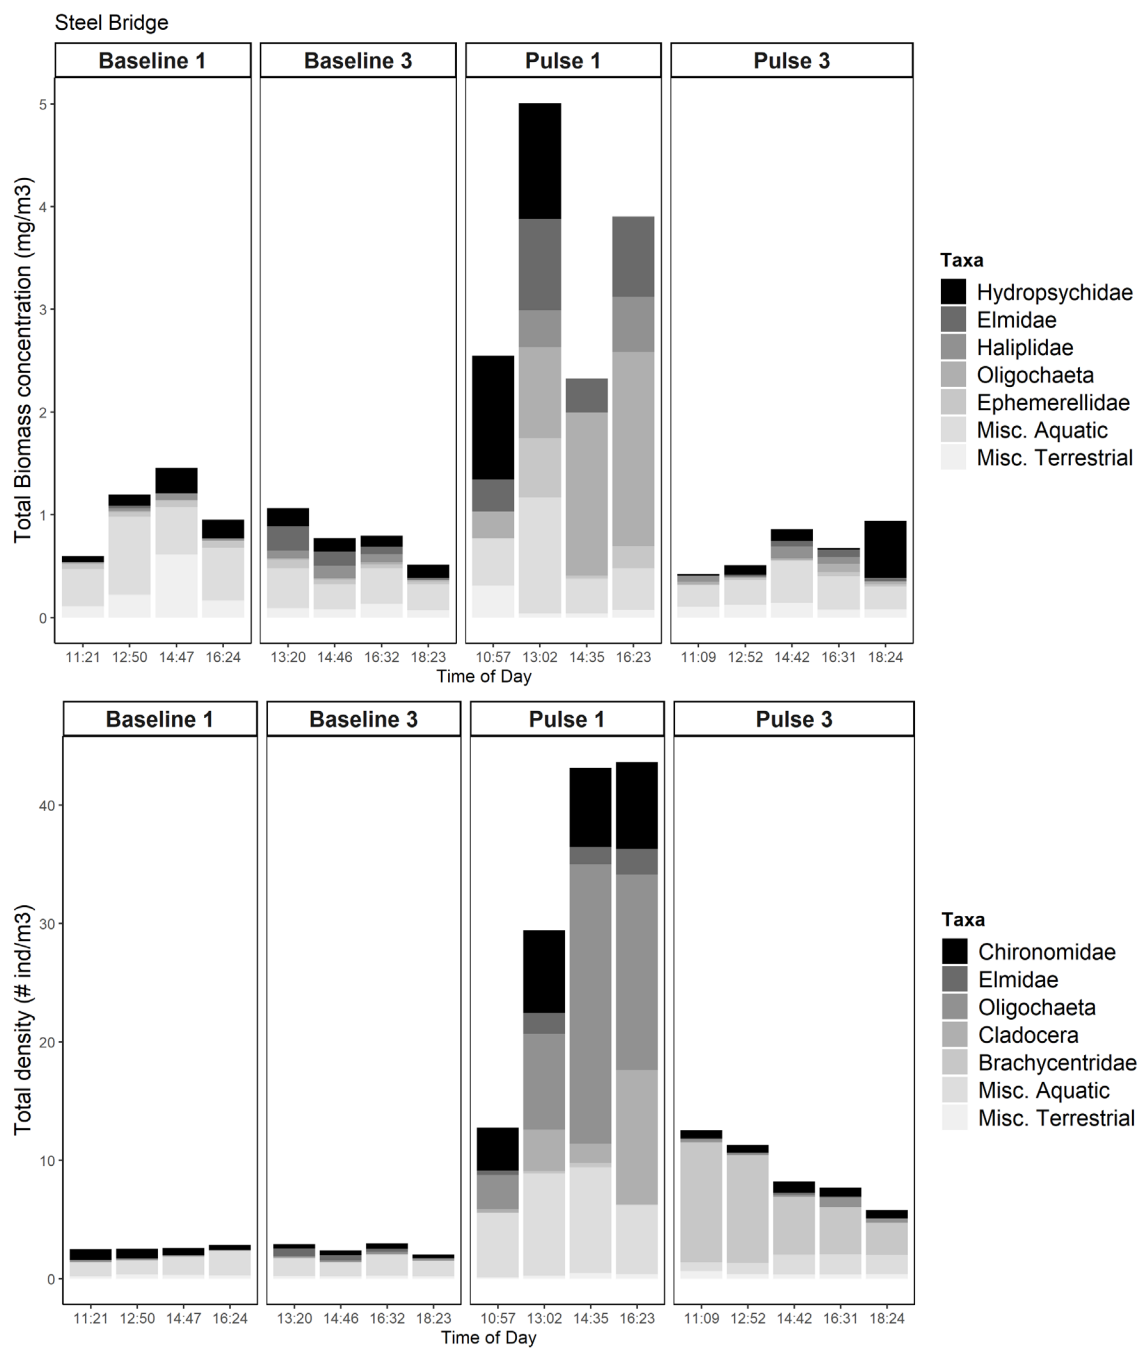 Steel Bridge
Baseline 1 Baseline 3 Pulse 1 Pulse 3
Total Biomass concentration (mg/m3)
5
4
3
2
1
0
11:21 12:50 14:47 16:24 13:20 14:46 16:32 18:23 10:57 13:02 14:35 16:23 11:09 12:52 14:42 16:31 18:24
Time of Day
Taxa
Hydropsychidae
Elmidae
Haliplidae
Oligochaeta
Ephemerellidae
Misc. Aquatic
Misc. Terrestrial
Baseline 1 Baseline 3 Pulse 1 Pulse 3
Total density (# ind/m3)
40
30
20
10
0
11:21 12:50 14:47 16:24 13:20 14:46 16:32 18:23 10:57 13:02 14:35 16:23 11:09 12:52 14:42 16:31 18:24
Time of Day
Taxa
Chironomidae
Elmidae
Oligochaeta
Cladocera
Brachycentridae
Misc. Aquatic
Misc. Terrestrial